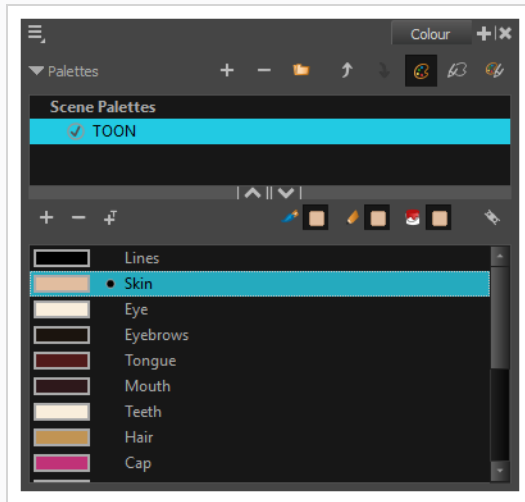 Colour
Palettes
Scene Palettes
TOON
Lines
Skin
Eye
Eyebrows
Tongue
Mouth
Teeth
Hair
Cap